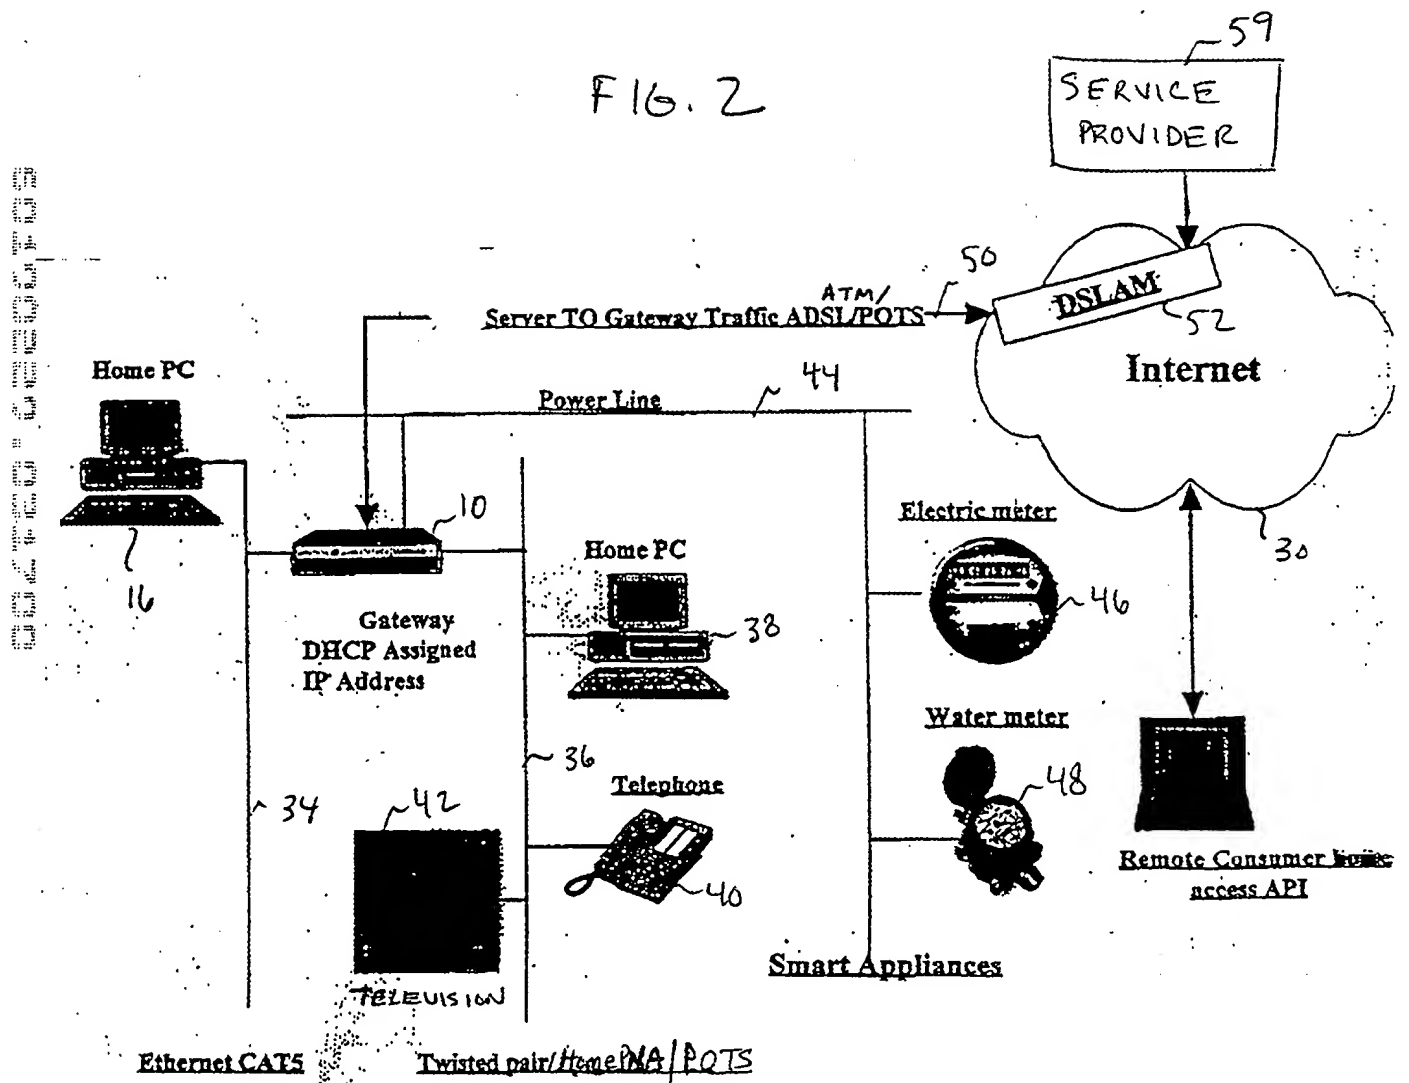 FIG. 2
59
SERVICE
PROVIDER
50
ATM/
Server TO Gateway Traffic ADSL/POTS
DSLAM
52
Internet
Home PC
44
Power Line
10
16
Electric meter
30
Home PC
46
Gateway
DHCP Assigned
IP Address
38
Water meter
36
Telephone
48
34
42
40
Remote Consumer
access API
Smart Appliances
TELEVISION
Ethernet CAT5
Twisted pair/HomePNA/POTS